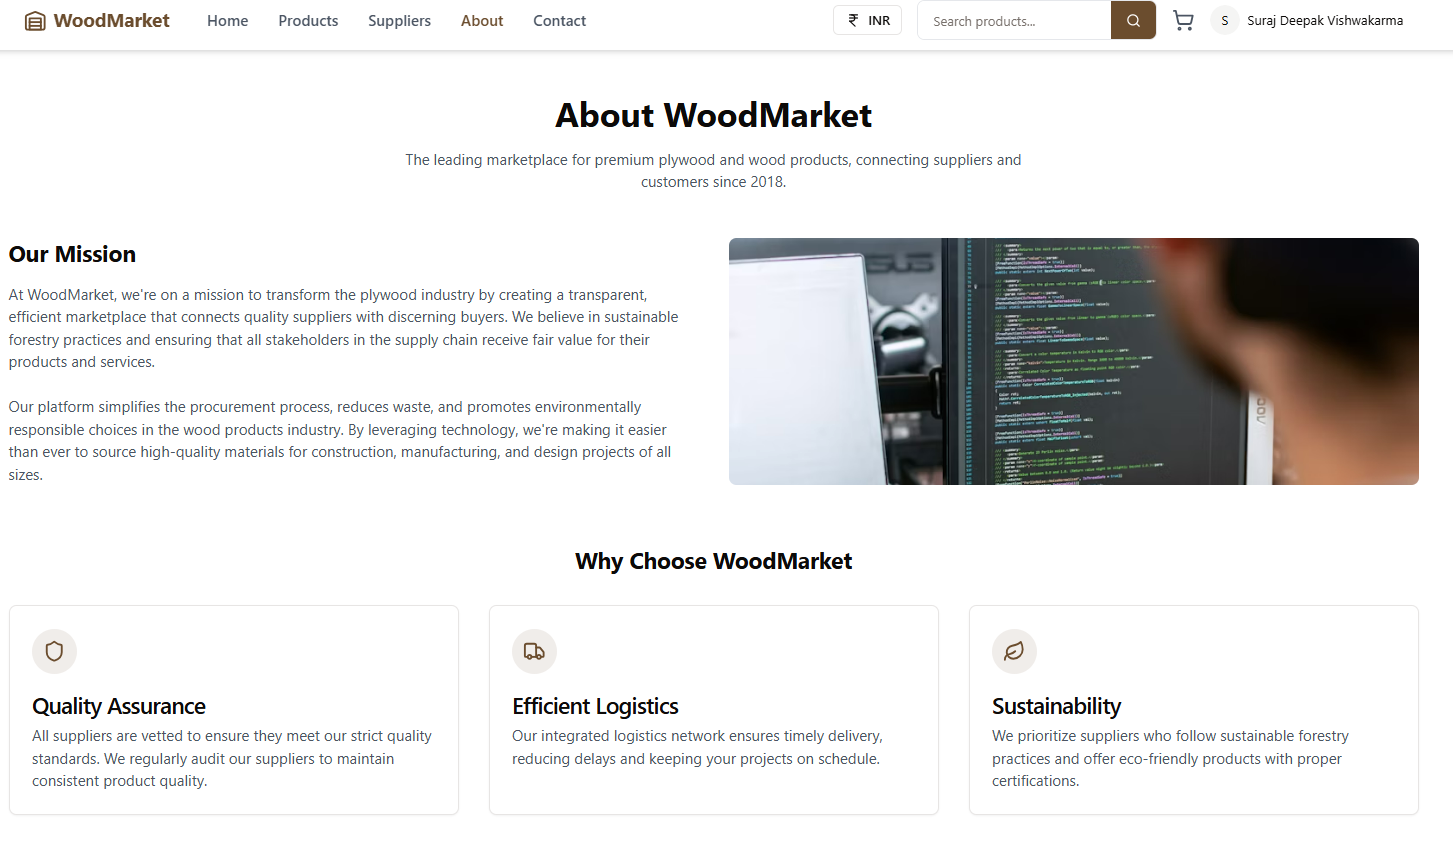 WoodMarket
Home
Products
Suppliers
About
Contact
₹ INR
Search products...
S
Suraj Deepak Vishwakarma
About WoodMarket
The leading marketplace for premium plywood and wood products, connecting suppliers and
customers since 2018.
Our Mission
At WoodMarket, we're on a mission to transform the plywood industry by creating a transparent,
efficient marketplace that connects quality suppliers with discerning buyers. We believe in sustainable
forestry practices and ensuring that all stakeholders in the supply chain receive fair value for their
products and services.
Our platform simplifies the procurement process, reduces waste, and promotes environmentally
responsible choices in the wood products industry. By leveraging technology, we're making it easier
than ever to source high-quality materials for construction, manufacturing, and design projects of all
sizes.
Why Choose WoodMarket
Quality Assurance
All suppliers are vetted to ensure they meet our strict quality
standards. We regularly audit our suppliers to maintain
consistent product quality.
Efficient Logistics
Our integrated logistics network ensures timely delivery,
reducing delays and keeping your projects on schedule.
Sustainability
We prioritize suppliers who follow sustainable forestry
practices and offer eco-friendly products with proper
certifications.